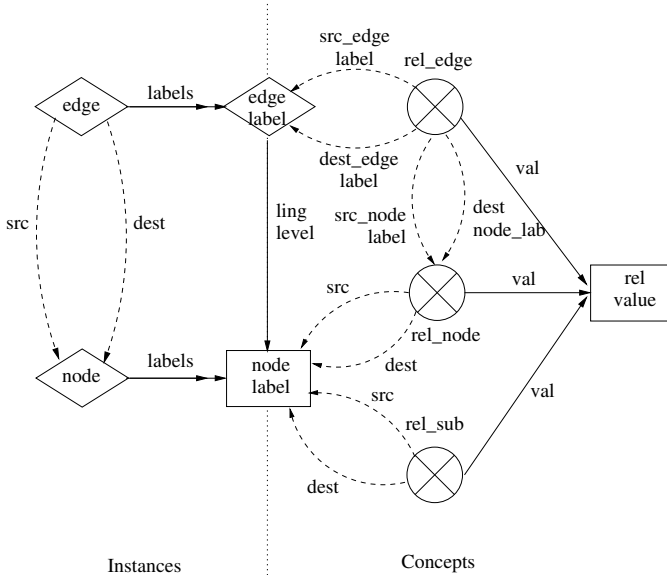 src_edge
label
rel_edge
labels
edge
edge
label
dest_edge
label
val
src
dest
ling
level
src_node
label
dest
node_lab
src
val
rel
value
rel_node
labels
node
node
label
dest
src
val
rel_sub
dest
Instances
Concepts